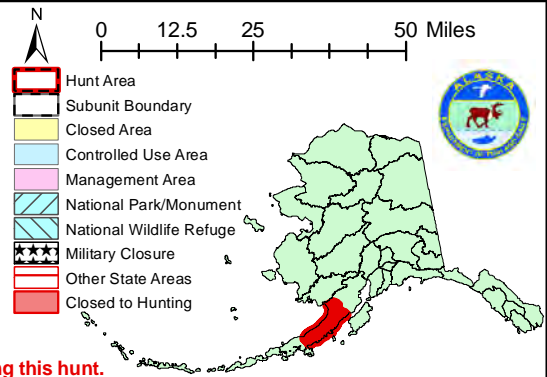 N
0 12.5 25 50 Miles
Hunt Area
Subunit Boundary
Closed Area
Controlled Use Area
Management Area
National Park/Monument
National Wildlife Refuge
Military Closure
Other State Areas
Closed to Hunting
ALASKA
ng this hunt.